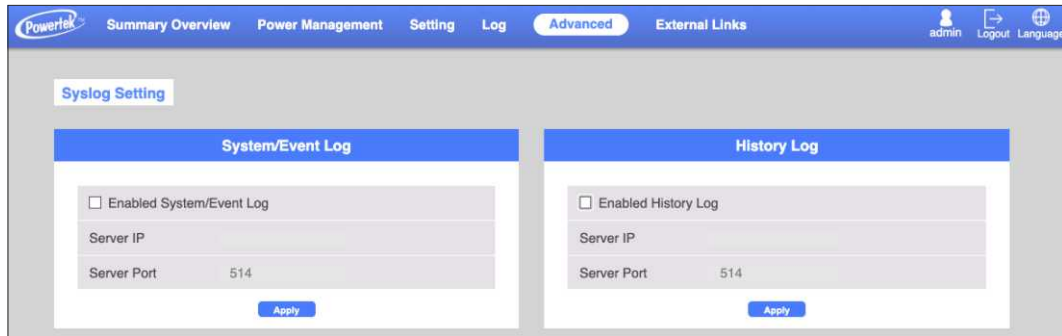 Powertek Summary Overview Power Management Setting Log Advanced External Links admin Logout Language
Syslog Setting
System/Event Log
Enabled System/Event Log
Server IP
Server Port 514
Apply
History Log
Enabled History Log
Server IP
Server Port 514
Apply